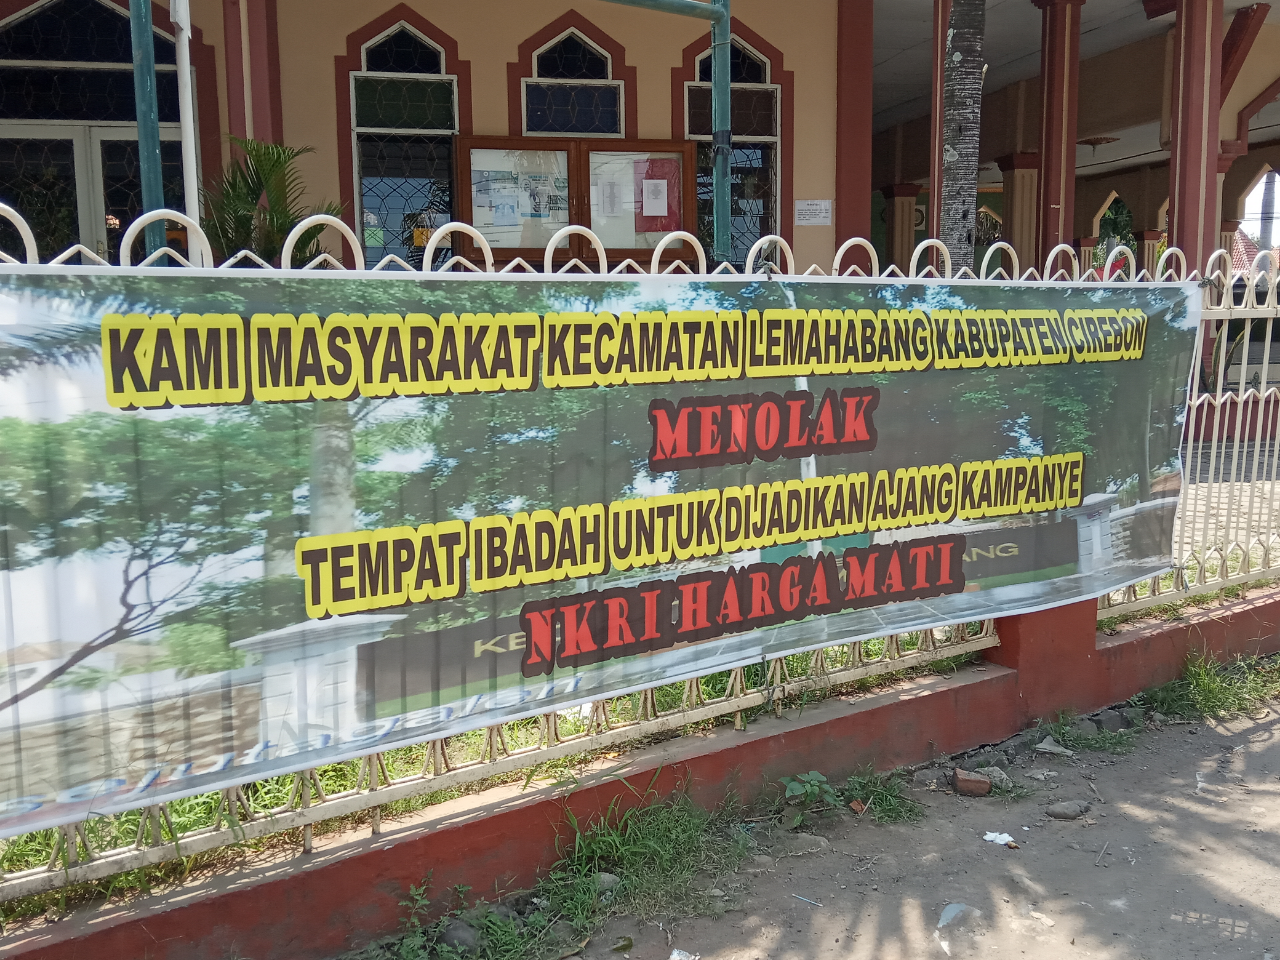 KAMI MASYARAKAT KECAMATAN LEMAHABANG KABUPATEN CIREBON
MENOLAK
TEMPAT IBADAH UNTUK DIJADIKAN AJANG KAMPANYE
NKRI HARGA MATI